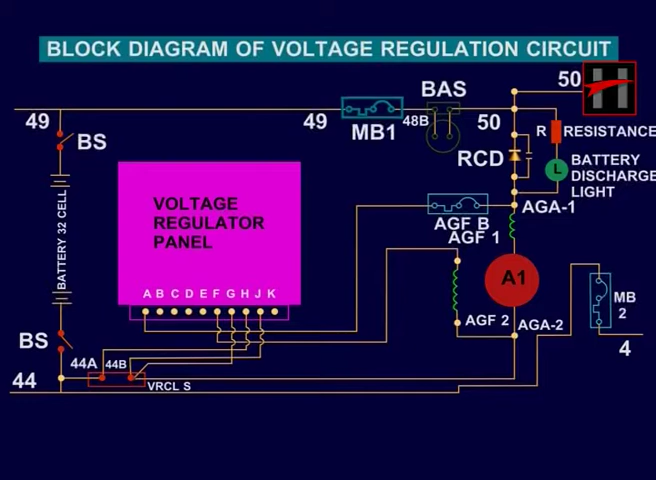 BLOCK DIAGRAM OF VOLTAGE REGULATION CIRCUIT
50
H
BAS
49
49
MB1
48B
50
BS
R
RESISTANCE
RCD
L
BATTERY
DISCHARGE
LIGHT
BATTERY 32 CELL
VOLTAGE
REGULATOR
PANEL
AGF B
AGA-1
AGF 1
A1
A B C D E F G H J K
MB
2
AGF 2
AGA-2
BS
4
44A
44B
44
VRCL S